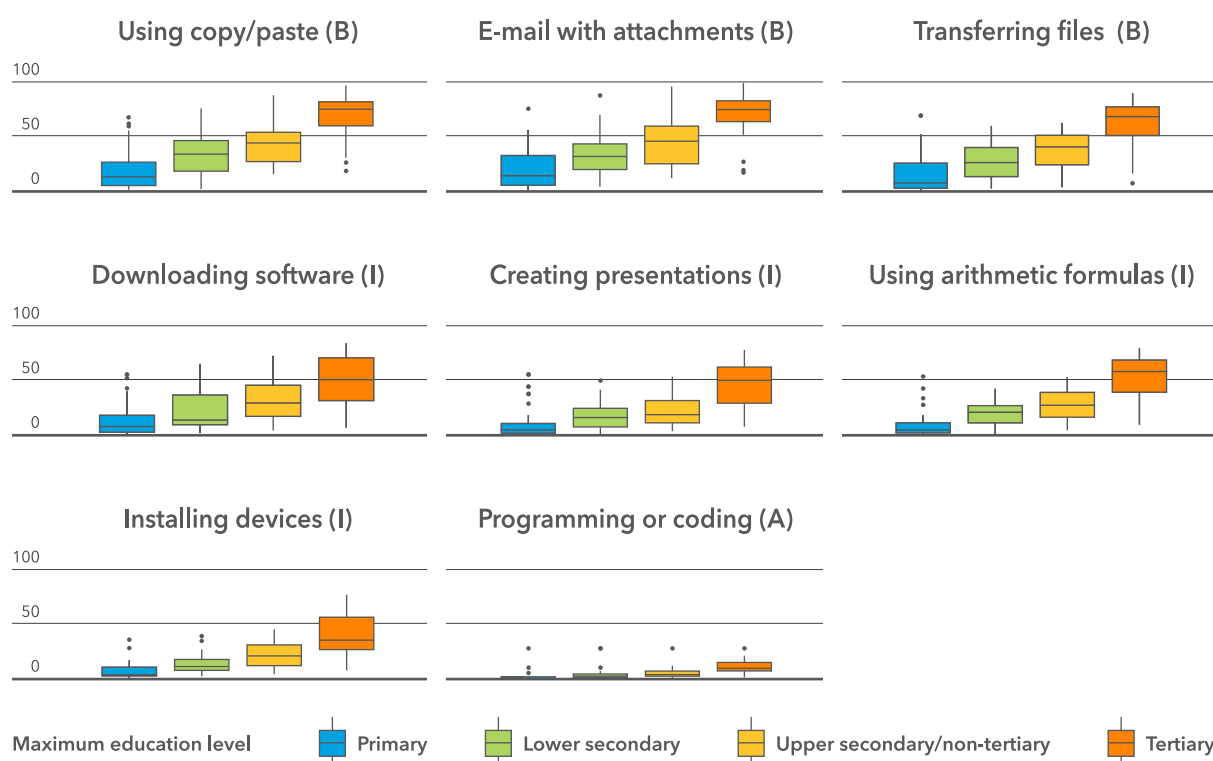 Using copy/paste (B)
E-mail with attachments (B)
Transferring files (B)
100
50
0
Downloading software (I)
Creating presentations (I)
Using arithmetic formulas (I)
100
50
0
Installing devices (I)
Programming or coding (A)
100
50
0
Maximum education level
Primary
Lower secondary
Upper secondary/non-tertiary
Tertiary